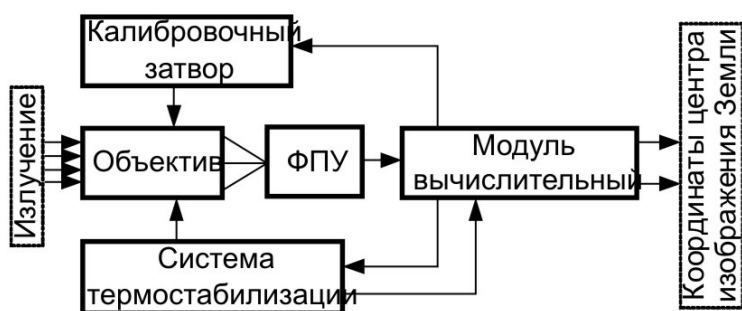 Калибровочный
затвор
Излучение
Объектив
ФПУ
Модуль
вычислительный
Система
термостабилизации
Координаты центра
изображения Земли